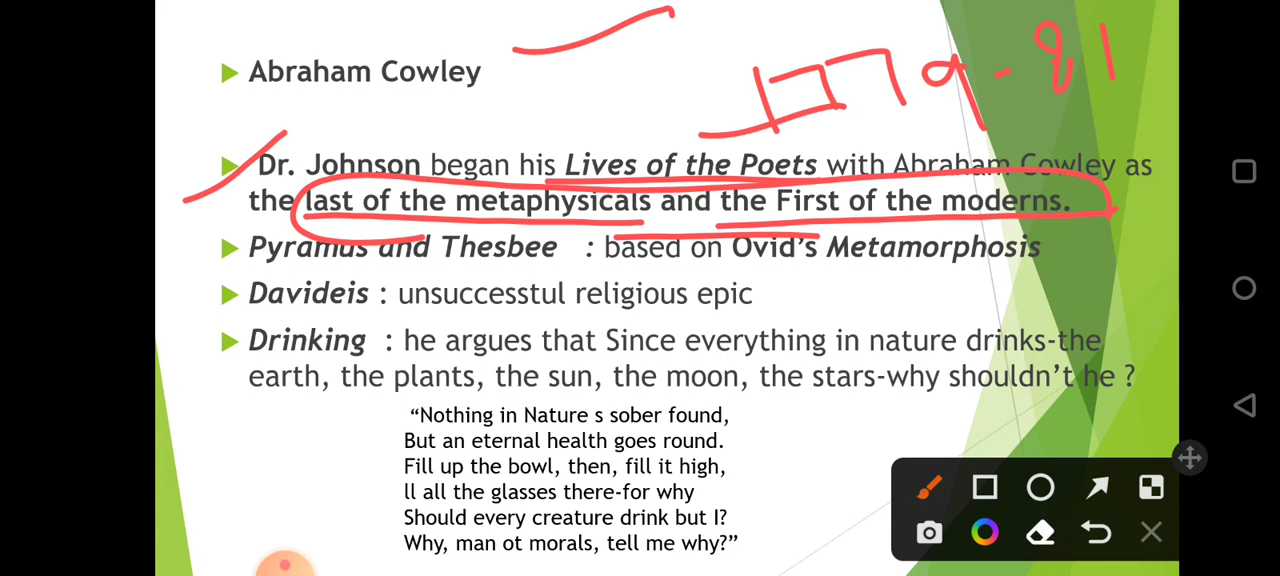 Abraham Cowley
1779-81
Dr. Johnson began his Lives of the Poets with Abraham Cowley as
the last of the metaphysicals and the First of the moderns.
Pyramus and Thesbee : based on Ovid's Metamorphosis
Davideis : unsuccesstul religious epic
Drinking : he argues that Since everything in nature drinks-the
earth, the plants, the sun, the moon, the stars-why shouldn't he ?
“Nothing in Nature s sober found,
But an eternal health goes round.
Fill up the bowl, then, fill it high,
ll all the glasses there-for why
Should every creature drink but I?
Why, man ot morals, tell me why?”